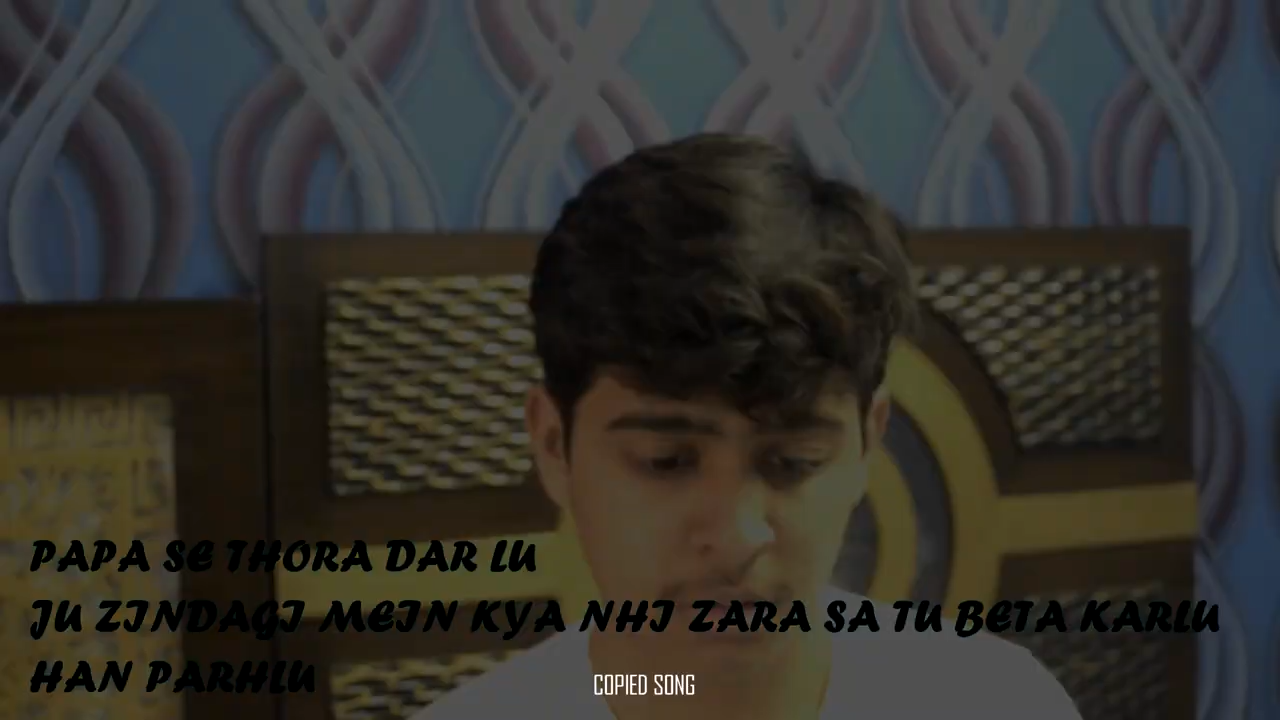 PAPA SE THORA DAR LU
JU ZINDAGI MEIN KYA NHI ZARA SA TU BETA KARLU
HAN PARHLU
COPIED SONG